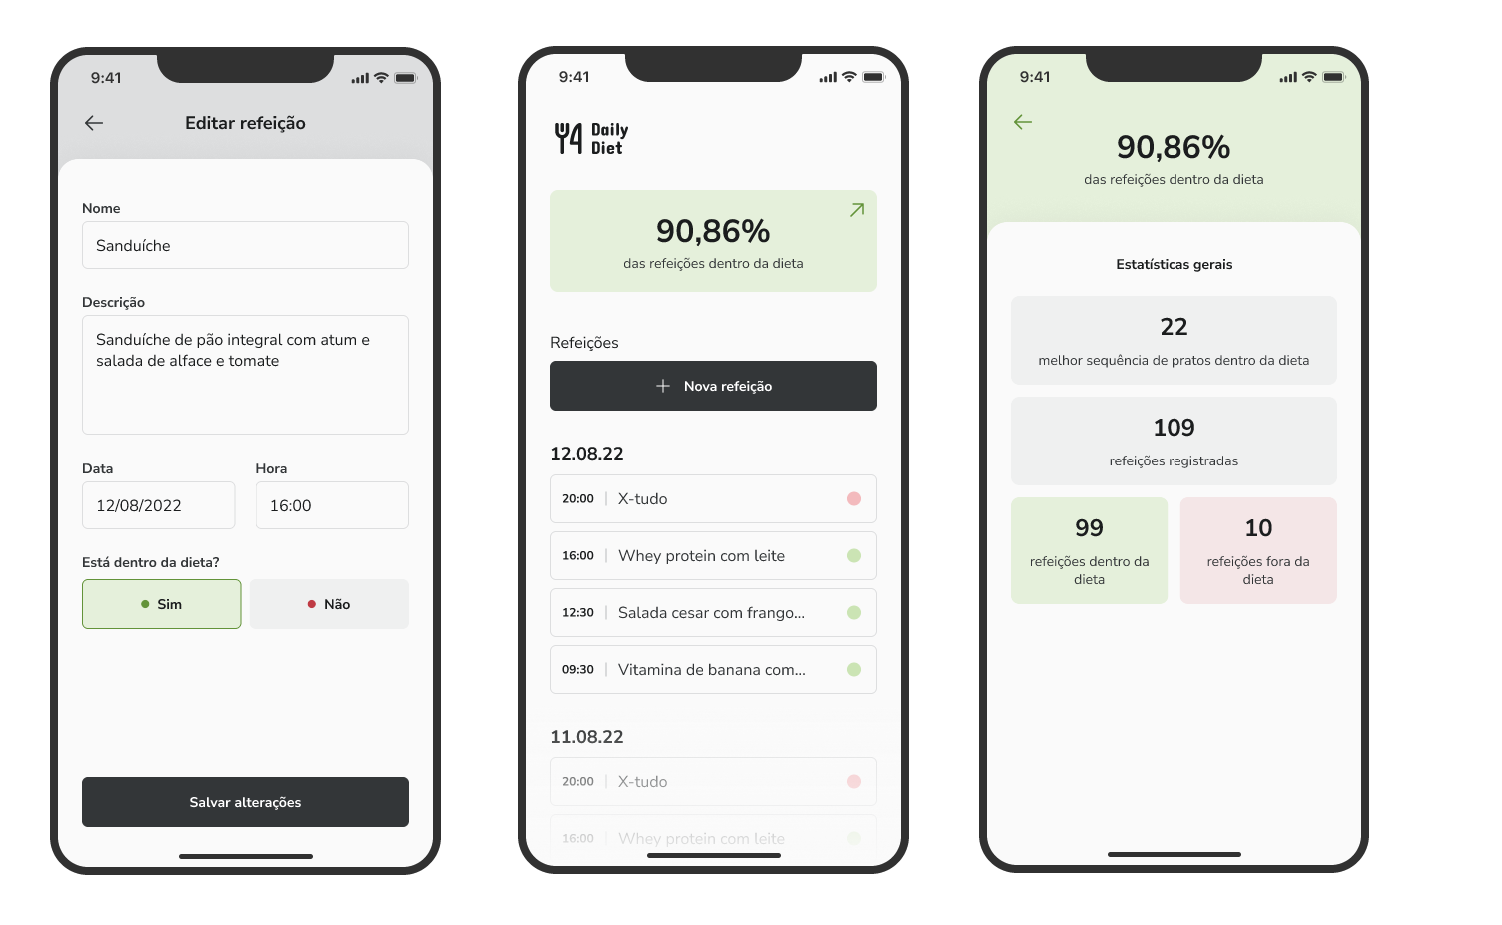 9:41
Editar refeição
Nome
Sanduíche
Descrição
Sanduíche de pão integral com atum e
salada de alface e tomate
Data
Hora
12/08/2022
16:00
Está dentro da dieta?
Sim
Não
Salvar alterações
9:41
Daily
Diet
90,86%
das refeições dentro da dieta
Refeições
Nova refeição
12.08.22
20:00 X-tudo
16:00 Whey protein com leite
12:30 Salada cesar com frango...
09:30 Vitamina de banana com...
11.08.22
20:00 X-tudo
16:00 Whey protein com leite
9:41
90,86%
das refeições dentro da dieta
Estatísticas gerais
22
melhor sequência de pratos dentro da dieta
109
refeições registradas
99
refeições dentro da
dieta
10
refeições fora da
dieta